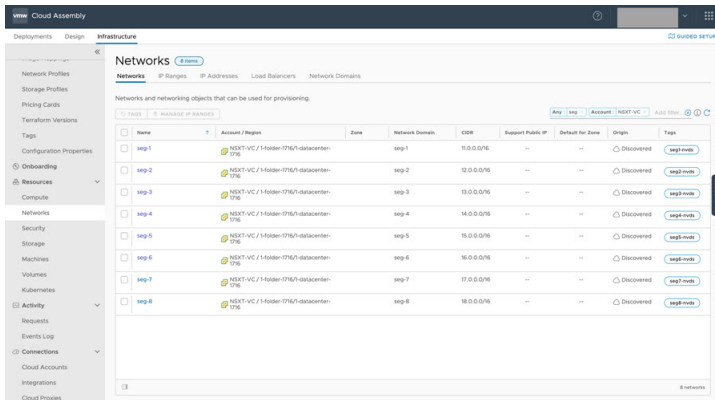 vmw Cloud Assembly
Deployments Design Infrastructure GUIDED SETUP
Network Profiles
Storage Profiles
Pricing Cards
Terraform Versions
Tags
Configuration Properties
Onboarding
Resources
Compute
Networks
Security
Storage
Machines
Volumes
Kubernetes
Activity
Requests
Events Log
Connections
Cloud Accounts
Integrations
Cloud Proxies
Networks 8 items
Networks IP Ranges IP Addresses Load Balancers Network Domains
Networks and networking objects that can be used for provisioning.
TAGS MANAGE IP RANGES Any: seg Account: NSXT-VC Add filter...
Name Account / Region Zone Network Domain CIDR Support Public IP Default for Zone Origin Tags
seg-1 NSXT-VC / 1-folder-1716/1-datacenter-1716 seg-1 11.0.0.0/16 -- -- Discovered seg1-nvds
seg-2 NSXT-VC / 1-folder-1716/1-datacenter-1716 seg-2 12.0.0.0/16 -- -- Discovered seg2-nvds
seg-3 NSXT-VC / 1-folder-1716/1-datacenter-1716 seg-3 13.0.0.0/16 -- -- Discovered seg3-nvds
seg-4 NSXT-VC / 1-folder-1716/1-datacenter-1716 seg-4 14.0.0.0/16 -- -- Discovered seg4-nvds
seg-5 NSXT-VC / 1-folder-1716/1-datacenter-1716 seg-5 15.0.0.0/16 -- -- Discovered seg5-nvds
seg-6 NSXT-VC / 1-folder-1716/1-datacenter-1716 seg-6 16.0.0.0/16 -- -- Discovered seg6-nvds
seg-7 NSXT-VC / 1-folder-1716/1-datacenter-1716 seg-7 17.0.0.0/16 -- -- Discovered seg7-nvds
seg-8 NSXT-VC / 1-folder-1716/1-datacenter-1716 seg-8 18.0.0.0/16 -- -- Discovered seg8-nvds
8 networks